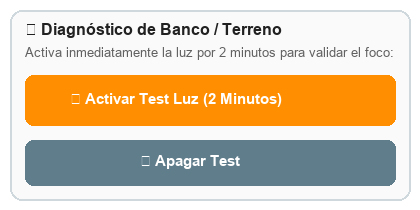 Diagnóstico de Banco / Terreno
Activa inmediatamente la luz por 2 minutos para validar el foco:
Activar Test Luz (2 Minutos)
Apagar Test